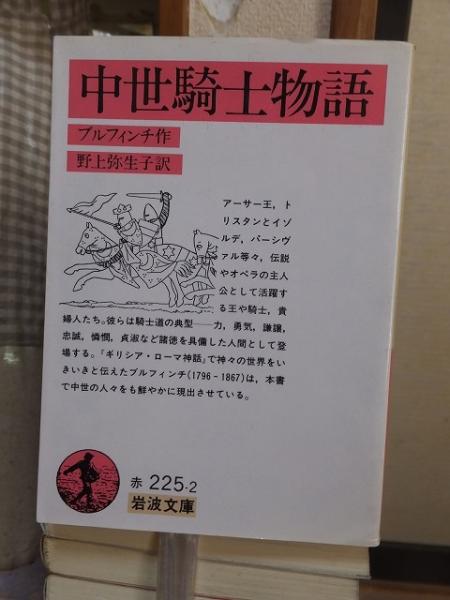 中世騎士物語
ブルフィンチ作
野上弥生子訳
アーサー王，ト
リスタンとイゾ
ルデ，パーシヴ
ァル等々，伝説
やオペラの主人
公として活躍す
る王や騎士，貴
婦人たち。彼らは騎士道の典型——力，勇気，謙譲，
忠誠，憐憫，貞淑など諸徳を具備した人間として登
場する。『ギリシア・ローマ神話』で神々の世界をい
きいきと伝えたブルフィンチ(1796－1867)は，本書
で中世の人々をも鮮やかに現出させている。
赤 225-2
岩波文庫